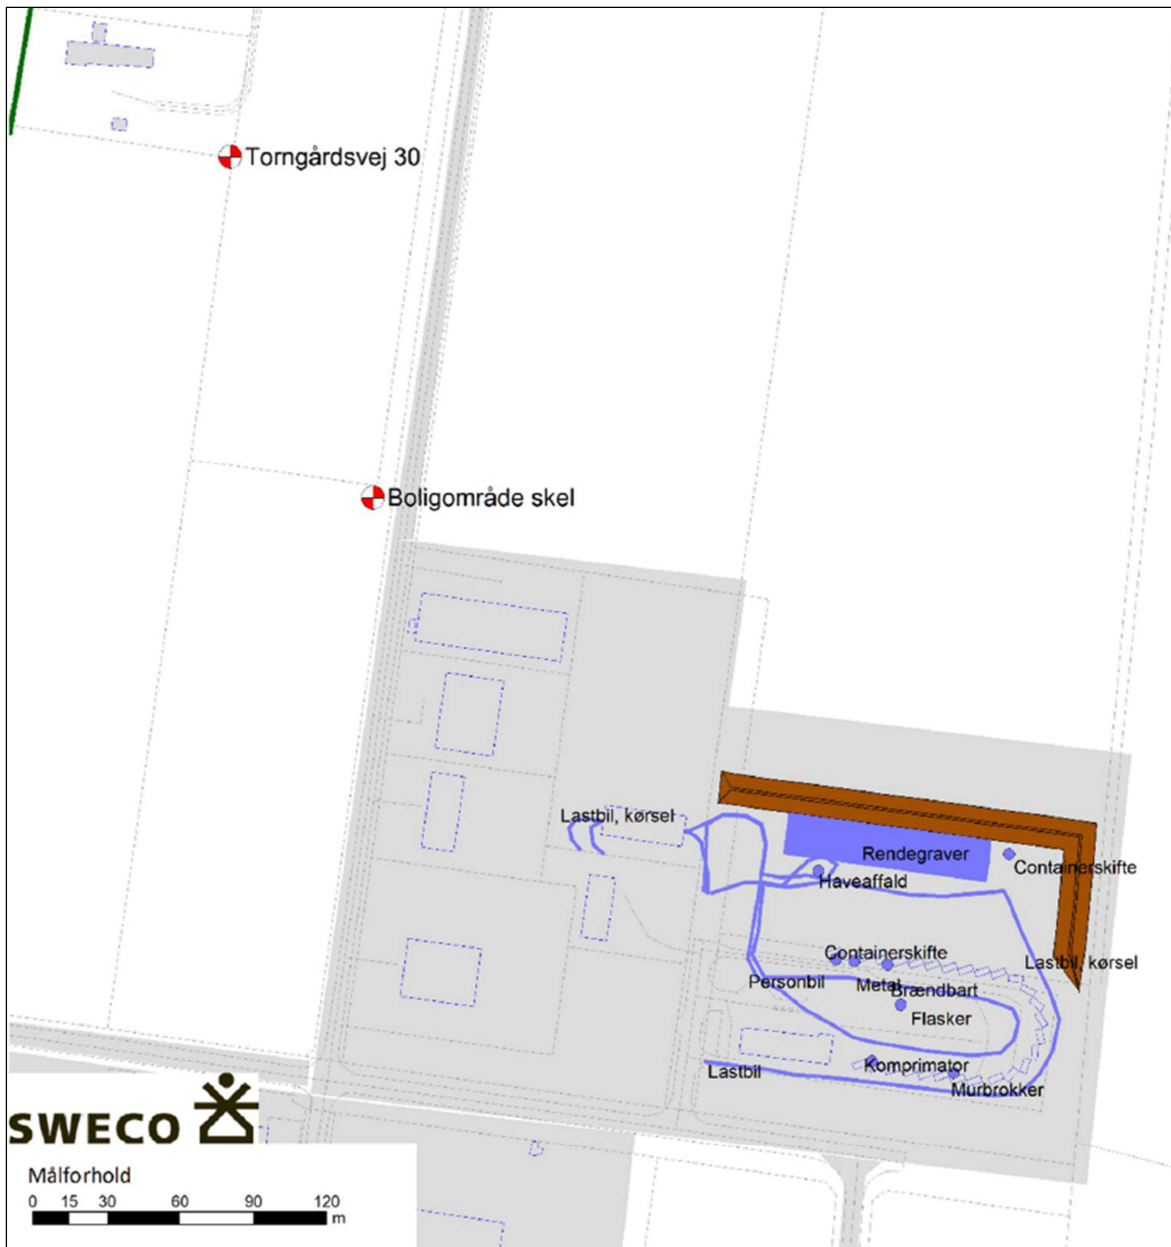 Torngårdsvej 30
Boligområde skel
Lastbil, kørsel
Rendegraver
Containerskifte
Haveaffald
Containerskifte
Lastbil, kørsel
Personbil
Metal
Brændbart
Flasker
Komprimator
Lastbil
Murbrokker
SWECO
Målforhold
0 15 30 60 90 120
m